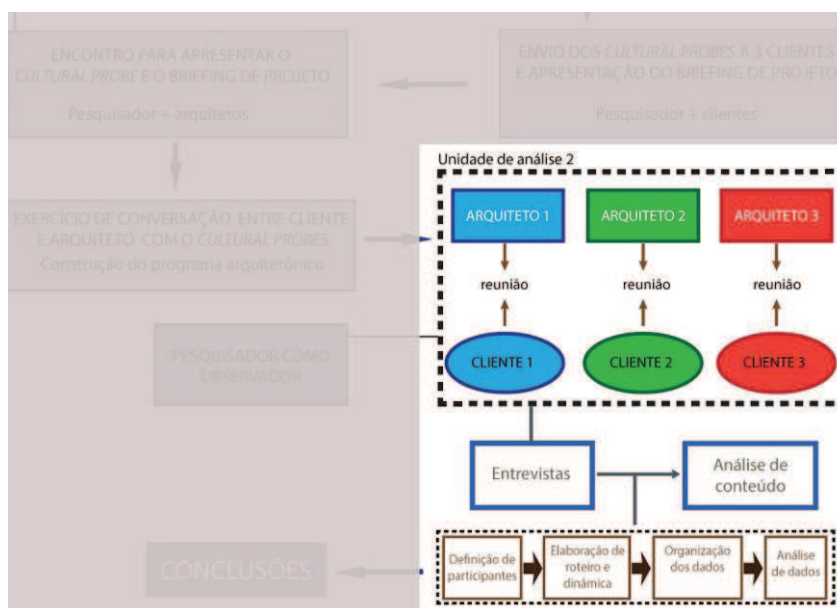 ENCONTRO PARA APRESENTAR O
CULTURAL PROBE E O BRIEFING DE PROJETO
Pesquisador + arquitetos
ENVIO DOS CULTURAL PROBES A 3 CLIENTES
E APRESENTAÇÃO DO BRIEFING DE PROJETO
Pesquisador + clientes
EXERCÍCIO DE CONVERSAÇÃO ENTRE CLIENTE
E ARQUITETO COM O CULTURAL PROBES
Construção do programa arquitetônico
PESQUISADOR COMO
OBSERVADOR
Unidade de análise 2
ARQUITETO 1
ARQUITETO 2
ARQUITETO 3
reunião
reunião
reunião
CLIENTE 1
CLIENTE 2
CLIENTE 3
Entrevistas
Análise de
conteúdo
Definição de
participantes
Elaboração de
roteiro e
dinâmica
Organização
dos dados
Análise
de dados
CONCLUSÕES